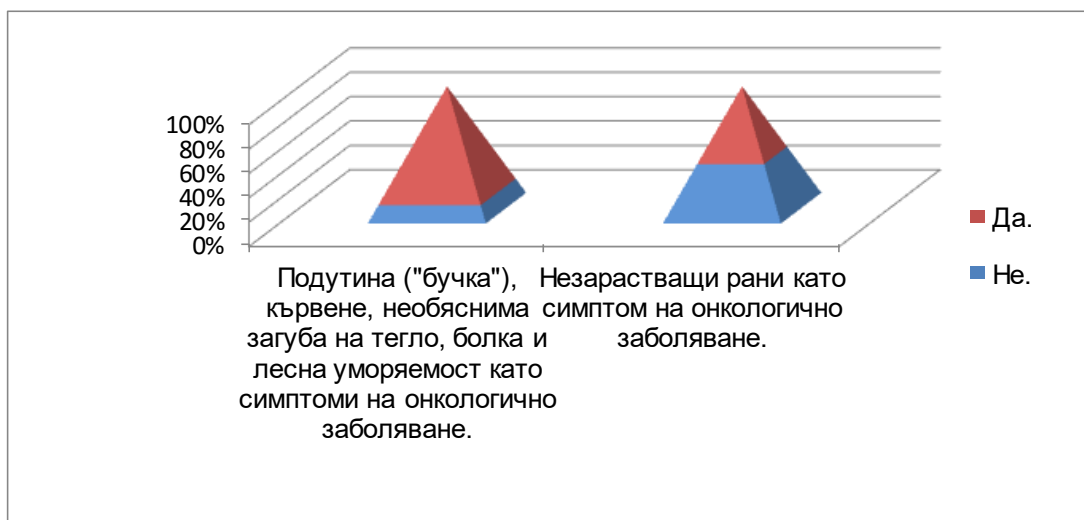 100%
80%
60%
40%
20%
0%
Подутина ("бучка"),
кървене, необяснима
загуба на тегло, болка и
лесна уморяемост като
симптоми на онкологично
заболяване.
Незарастващи рани като
симптом на онкологично
заболяване.
Да.
Не.